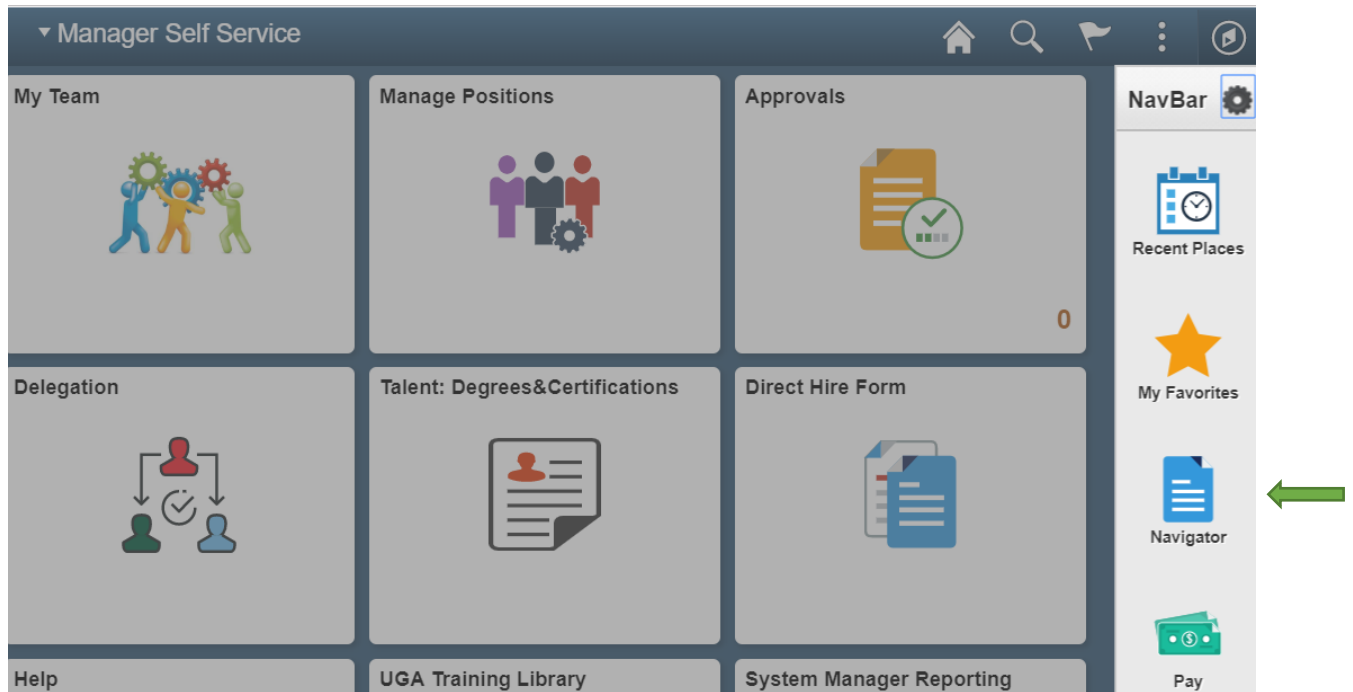 Manager Self Service
My Team
Manage Positions
Approvals
0
NavBar
Recent Places
My Favorites
Delegation
Talent: Degrees&Certifications
Direct Hire Form
Navigator
Help
UGA Training Library
System Manager Reporting
Pay